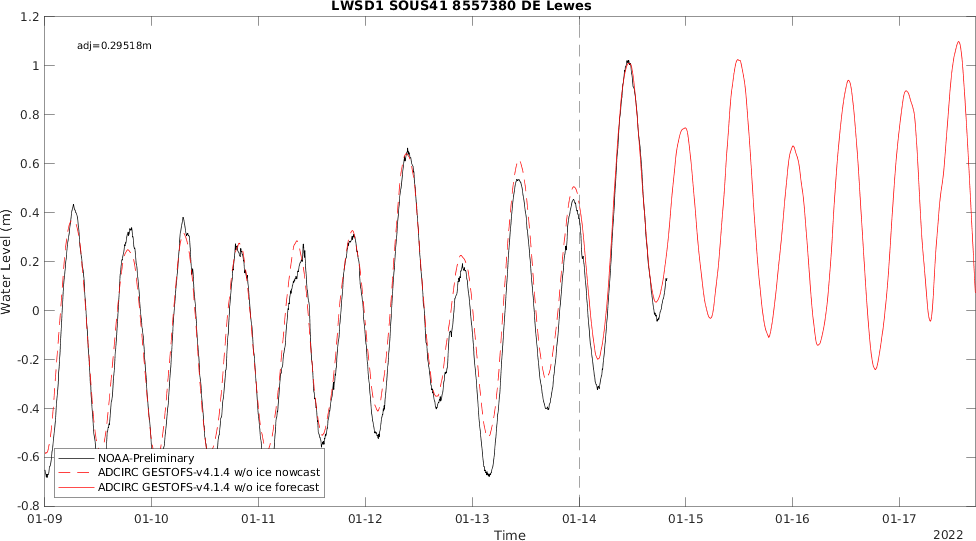 LWSD1 SOUS41 8557380 DE Lewes
adj=0.29518m
1.2
1
0.8
0.6
0.4
0.2
0
-0.2
-0.4
-0.6
-0.8
Water Level (m)
NOAA-Preliminary
ADCIRC GESTOFS-v4.1.4 w/o ice nowcast
ADCIRC GESTOFS-v4.1.4 w/o ice forecast
01-09 01-10 01-11 01-12 01-13 01-14 01-15 01-16 01-17
Time
2022